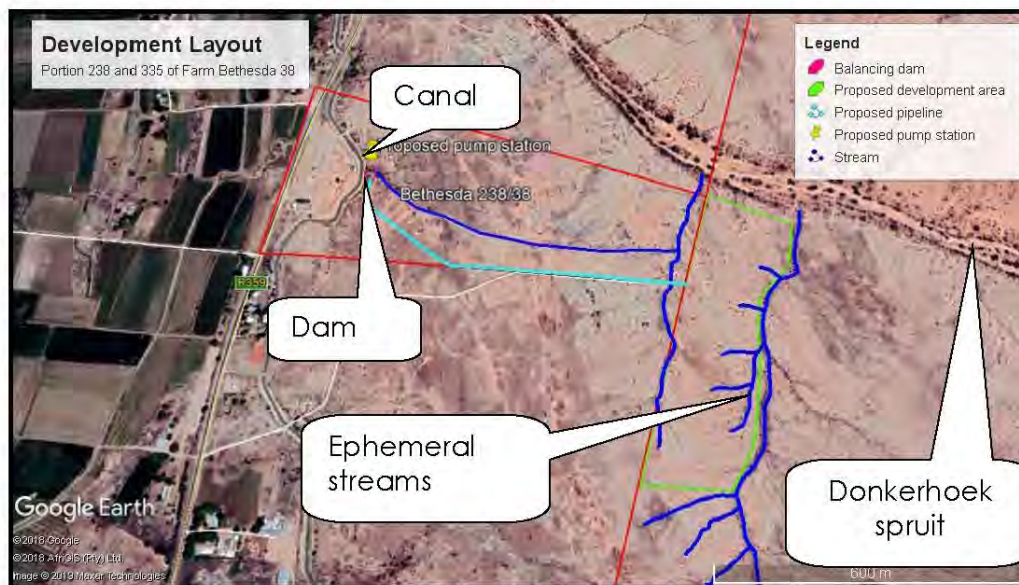 Development Layout
Portion 238 and 335 of Farm Bethesda 38
Legend
Balancing dam
Proposed development area
Proposed pipeline
Proposed pump station
Stream
Canal
Proposed pump station
Bethesda 238/38
R359
Dam
Ephemeral
streams
Donkerhoek
spruit
Google Earth
©2018 Google
©2018 AfriGIS (Pty) Ltd.
Image © 2019 Maxar Technologies
600 m